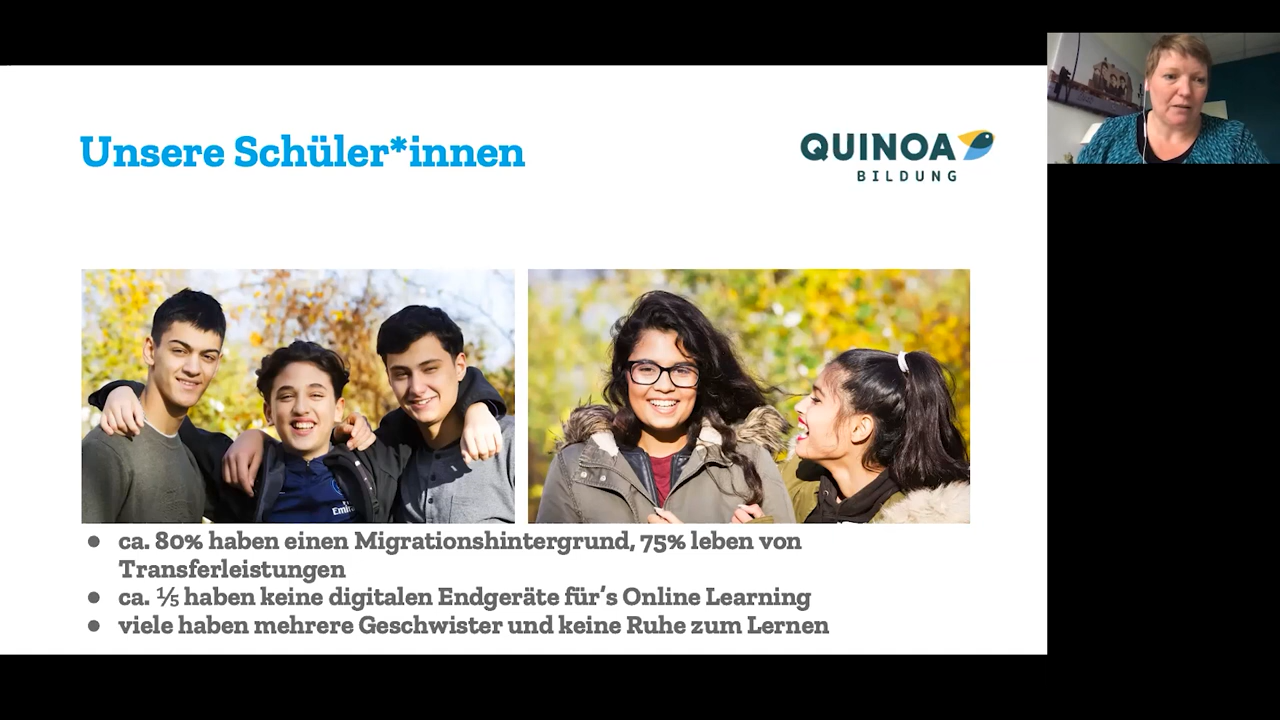 Unsere Schüler*innen
QUINOA
BILDUNG
Emir
● ca. 80% haben einen Migrationshintergrund, 75% leben von
Transferleistungen
● ca. ⅕ haben keine digitalen Endgeräte für's Online Learning
● viele haben mehrere Geschwister und keine Ruhe zum Lernen